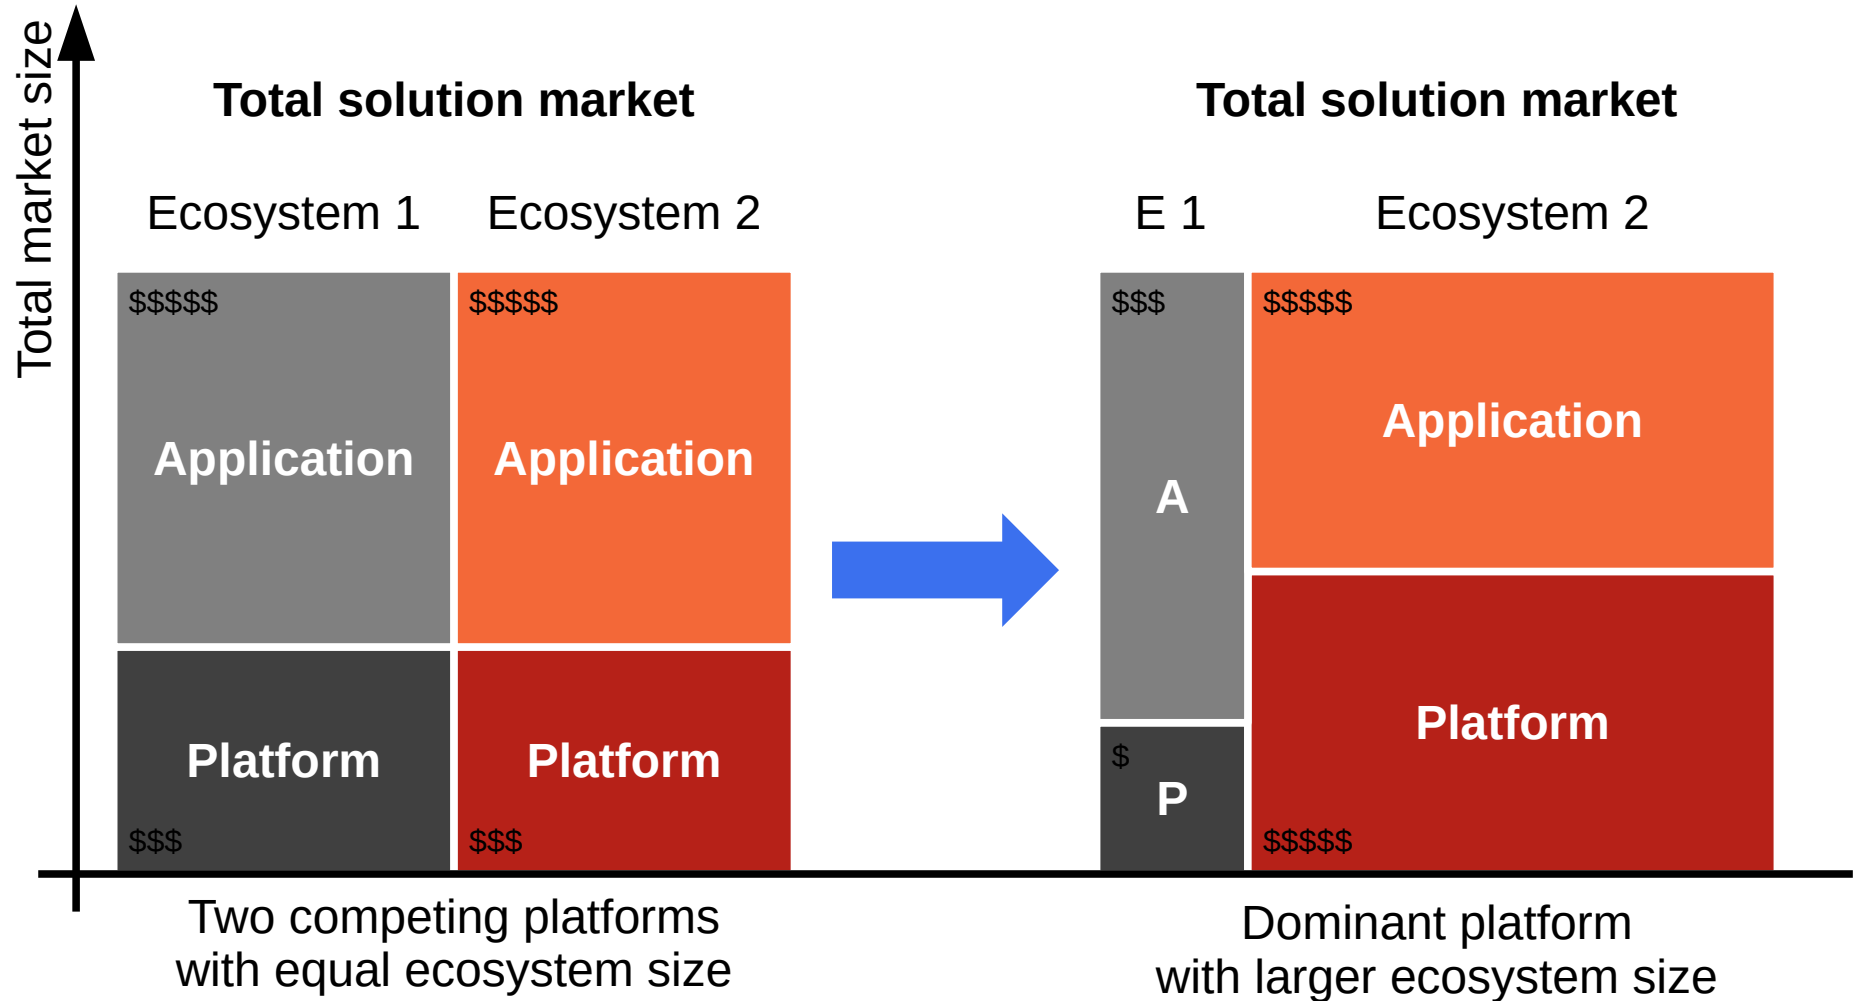 Total market size
Total solution market
Ecosystem 1
Ecosystem 2
$$$$$
$$$$$
Application
Application
Platform
Platform
$$$
$$$
Two competing platforms
with equal ecosystem size
Total solution market
E 1
Ecosystem 2
$$$
$$$$$
Application
A
Platform
$
P
$$$$$
Dominant platform
with larger ecosystem size